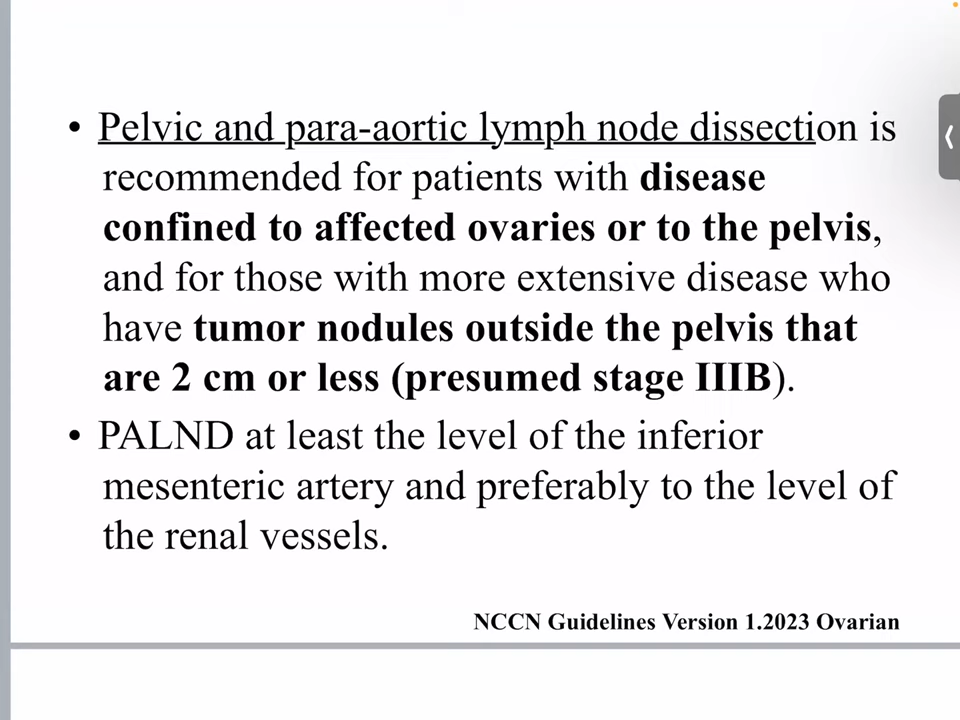 • Pelvic and para-aortic lymph node dissection is
recommended for patients with disease
confined to affected ovaries or to the pelvis,
and for those with more extensive disease who
have tumor nodules outside the pelvis that
are 2 cm or less (presumed stage IIIB).
• PALND at least the level of the inferior
mesenteric artery and preferably to the level of
the renal vessels.
NCCN Guidelines Version 1.2023 Ovarian